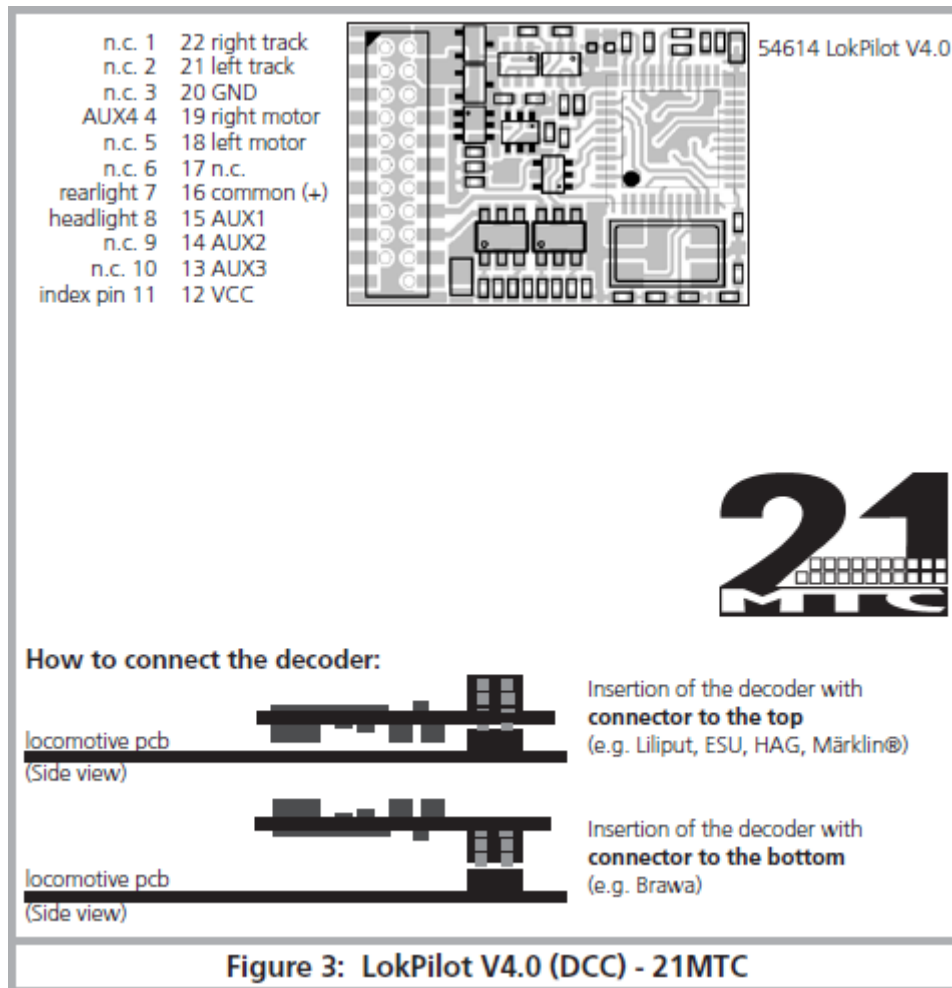 n.c. 1 22 right track
n.c. 2 21 left track
n.c. 3 20 GND
AUX4 4 19 right motor
n.c. 5 18 left motor
n.c. 6 17 n.c.
rearlight 7 16 common (+)
headlight 8 15 AUX1
n.c. 9 14 AUX2
n.c. 10 13 AUX3
index pin 11 12 VCC
54614 LokPilot V4.0
21
MTC
How to connect the decoder:
Insertion of the decoder with
connector to the top
(e.g. Liliput, ESU, HAG, Märklin®)
locomotive pcb
(Side view)
Insertion of the decoder with
connector to the bottom
(e.g. Brawa)
locomotive pcb
(Side view)
Figure 3: LokPilot V4.0 (DCC) - 21MTC